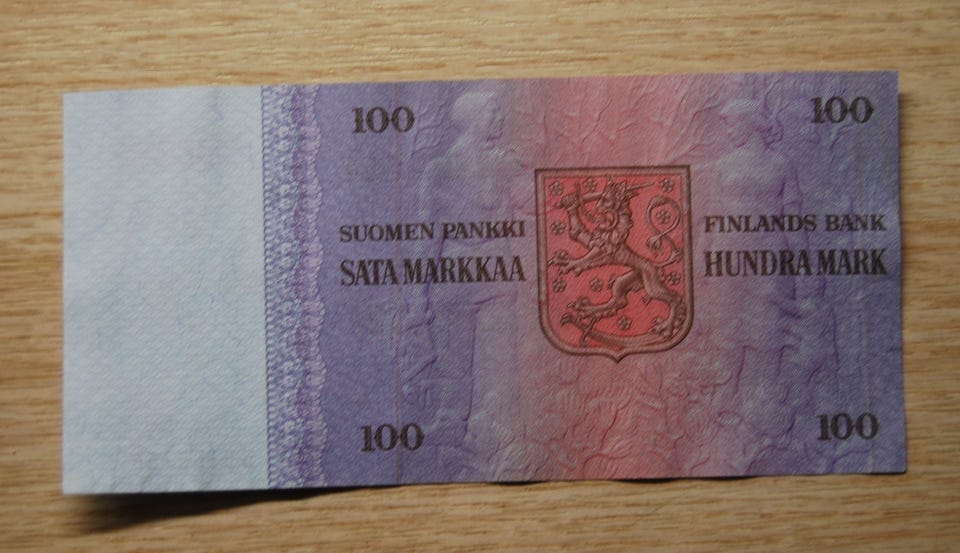 100
100
SUOMEN PANKKI
SATA MARKKAA
FINLANDS BANK
HUNDRA MARK
100
100